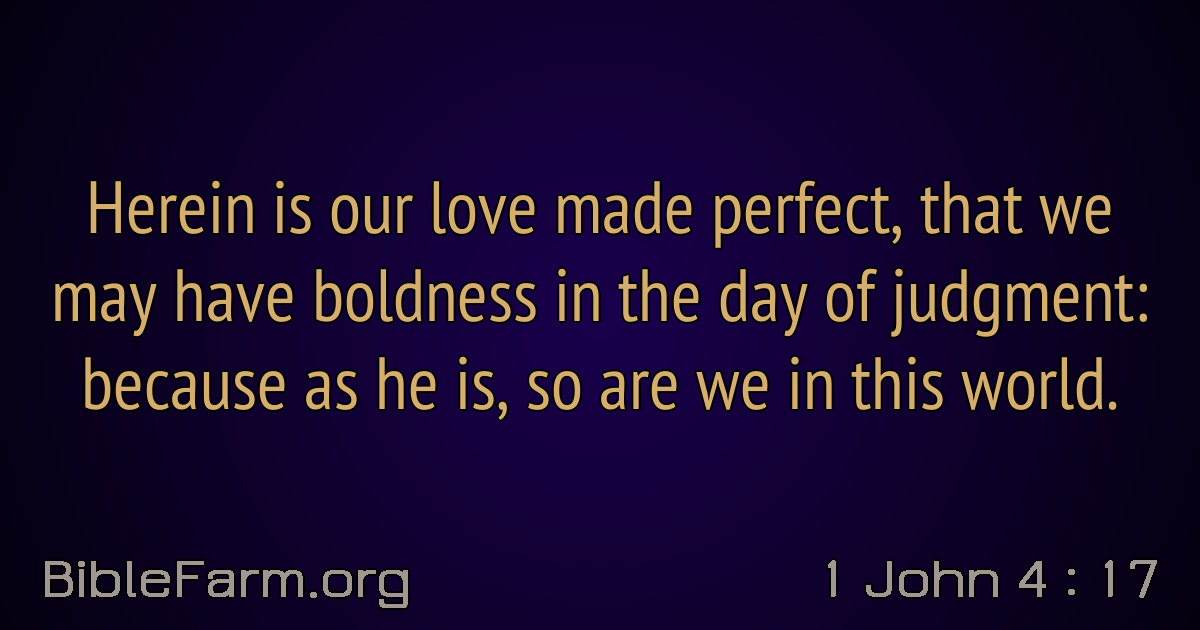 Herein is our love made perfect, that we
may have boldness in the day of judgment:
because as he is, so are we in this world.
BibleFarm.org
1 John 4 : 17